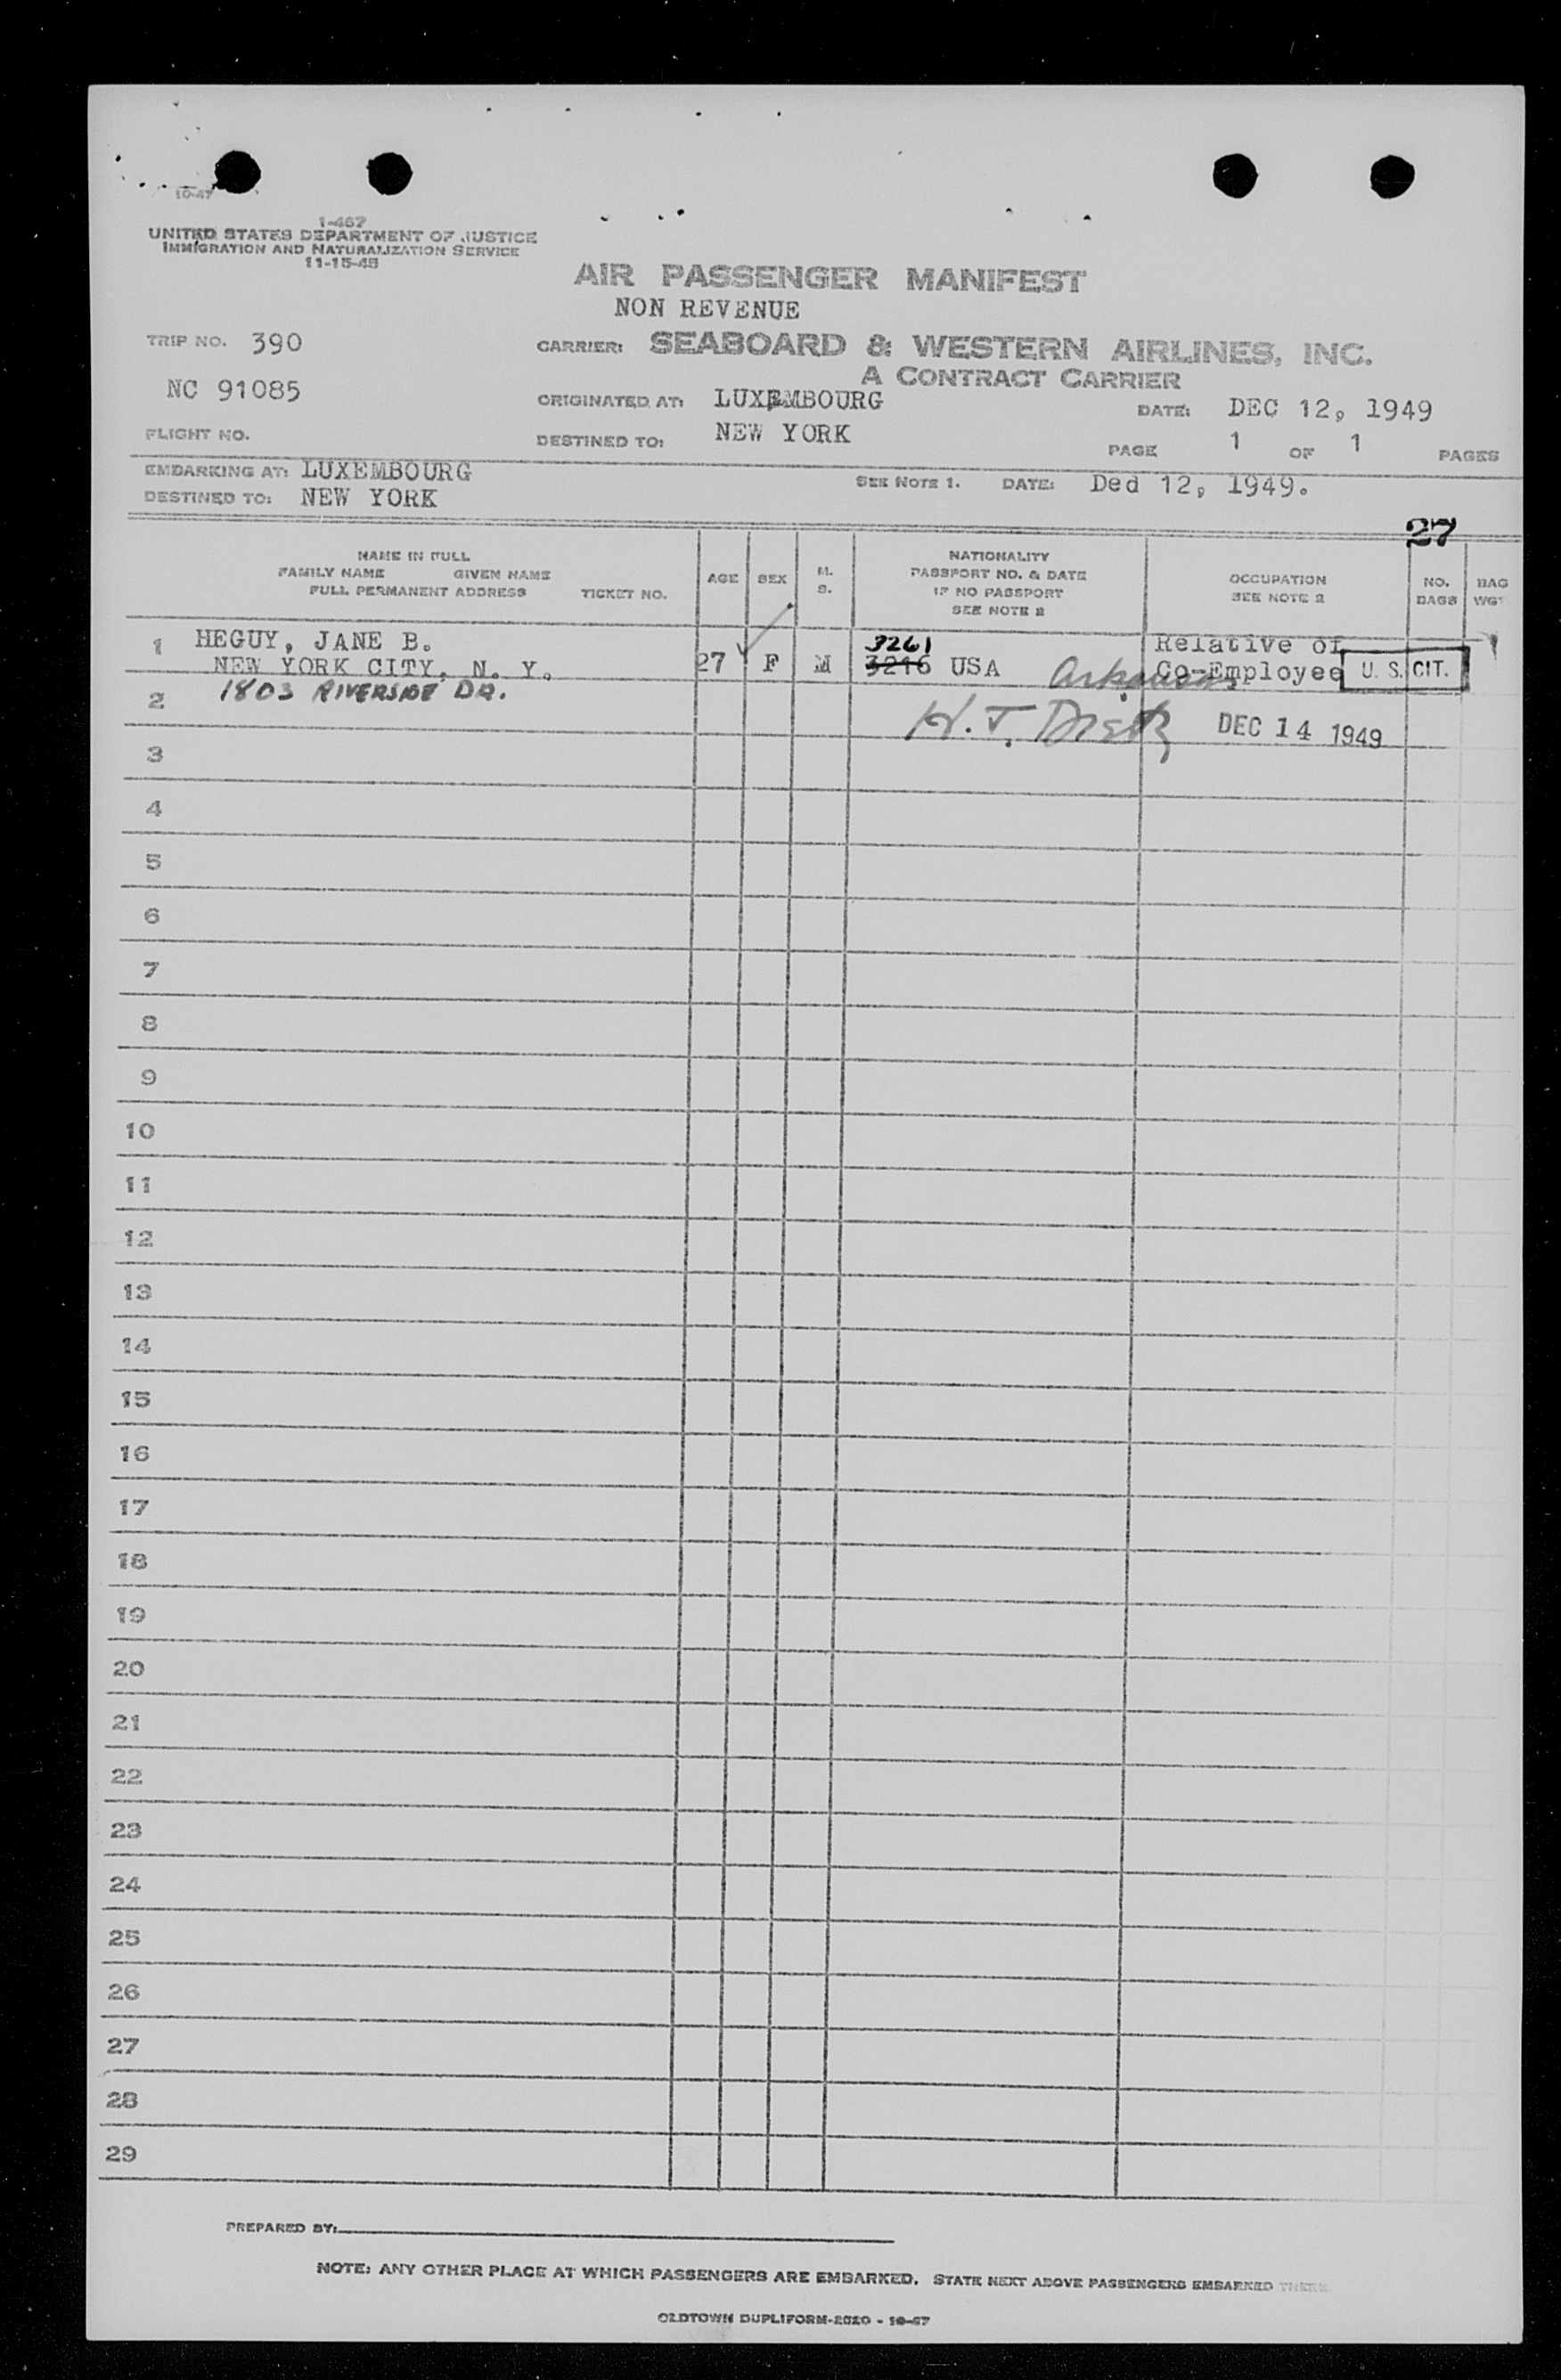 10-47
1-467
UNITED STATES DEPARTMENT OF JUSTICE
IMMIGRATION AND NATURALIZATION SERVICE
11-15-48
AIR PASSENGER MANIFEST
NON REVENUE
TRIP NO. 390
CARRIER: SEABOARD & WESTERN AIRLINES, INC.
A CONTRACT CARRIER
NC 91085
ORIGINATED AT: LUXEMBOURG
DATE: DEC 12, 1949
FLIGHT NO.
DESTINED TO: NEW YORK
PAGE 1 OF 1 PAGES
EMBARKING AT: LUXEMBOURG
SEE NOTE 1. DATE: Ded 12, 1949.
DESTINED TO: NEW YORK
27
NAME IN FULL
FAMILY NAME GIVEN NAME
FULL PERMANENT ADDRESS TICKET NO.
AGE
SEX
M.
S.
NATIONALITY
PASSPORT NO. & DATE
IF NO PASSPORT
SEE NOTE 2
OCCUPATION
SEE NOTE 2
NO.
BAGS
BAG
WGT
1 HEGUY, JANE B.
NEW YORK CITY, N. Y.
27 F M
3261
3216 USA
Arkansas
Relative of
Co-Employee
U. S. CIT.
1803 RIVERSIDE DR.
2
H. J. Dietz
DEC 14 1949
3
4
5
6
7
8
9
10
11
12
13
14
15
16
17
18
19
20
21
22
23
24
25
26
27
28
29
PREPARED BY:
NOTE: ANY OTHER PLACE AT WHICH PASSENGERS ARE EMBARKED, STATE NEXT ABOVE PASSENGERS EMBARKED THERE
OLDTOWN DUPLIFORM-2020 - 10-47